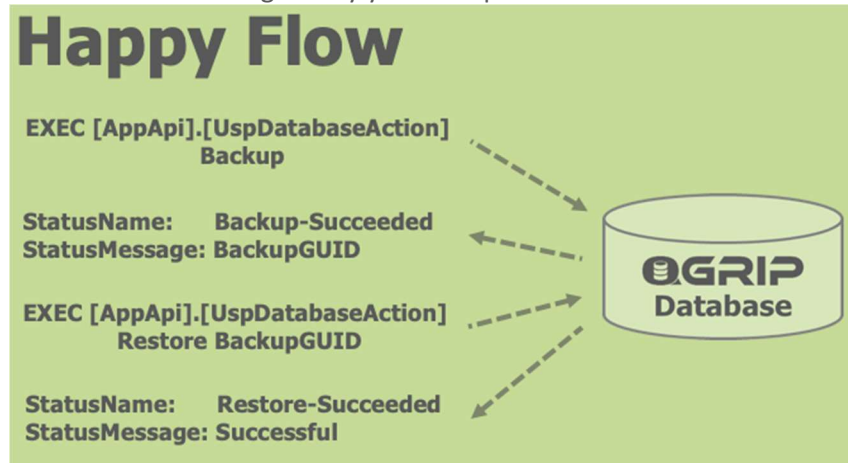 Happy Flow
EXEC [AppApi].[UspDatabaseAction]
Backup
StatusName: Backup-Succeeded
StatusMessage: BackupGUID
EXEC [AppApi].[UspDatabaseAction]
Restore BackupGUID
StatusName: Restore-Succeeded
StatusMessage: Successful
QGRIP
Database